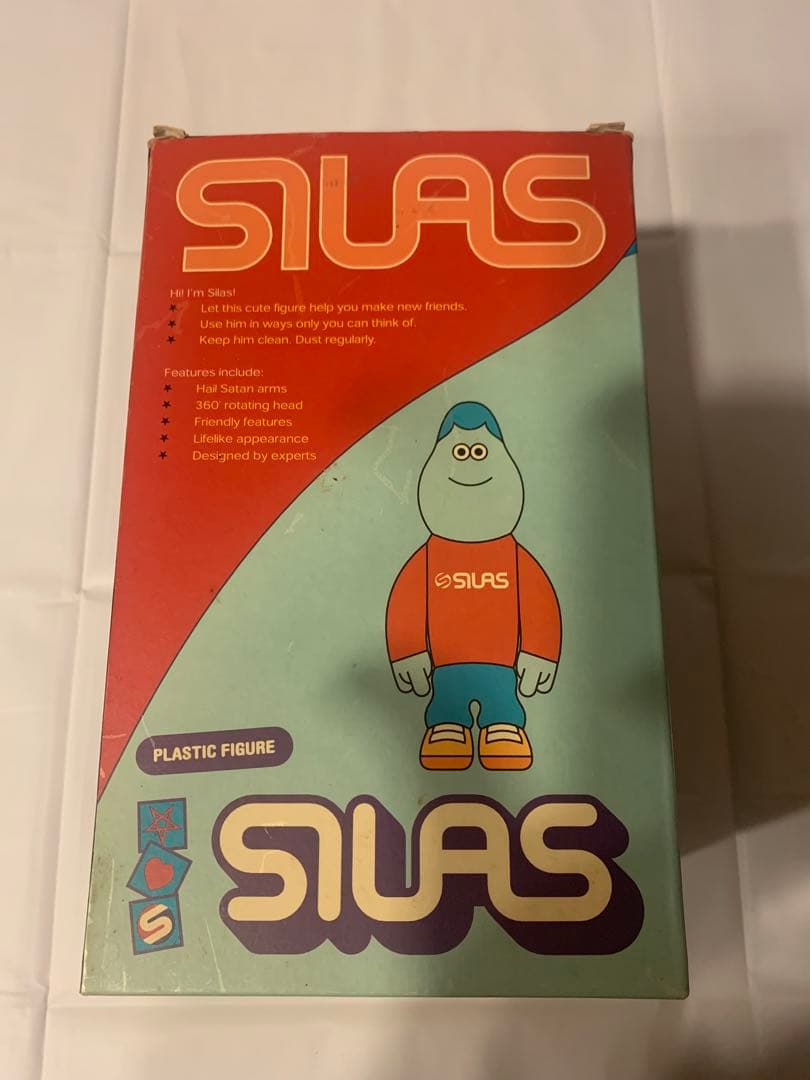 SILAS
Hi! I'm Silas!
★ Let this cute figure help you make new friends.
★ Use him in ways only you can think of.
★ Keep him clean. Dust regularly.
Features include:
★ Hail Satan arms
★ 360° rotating head
★ Friendly features
★ Lifelike appearance
★ Designed by experts
SILAS
PLASTIC FIGURE
SILAS